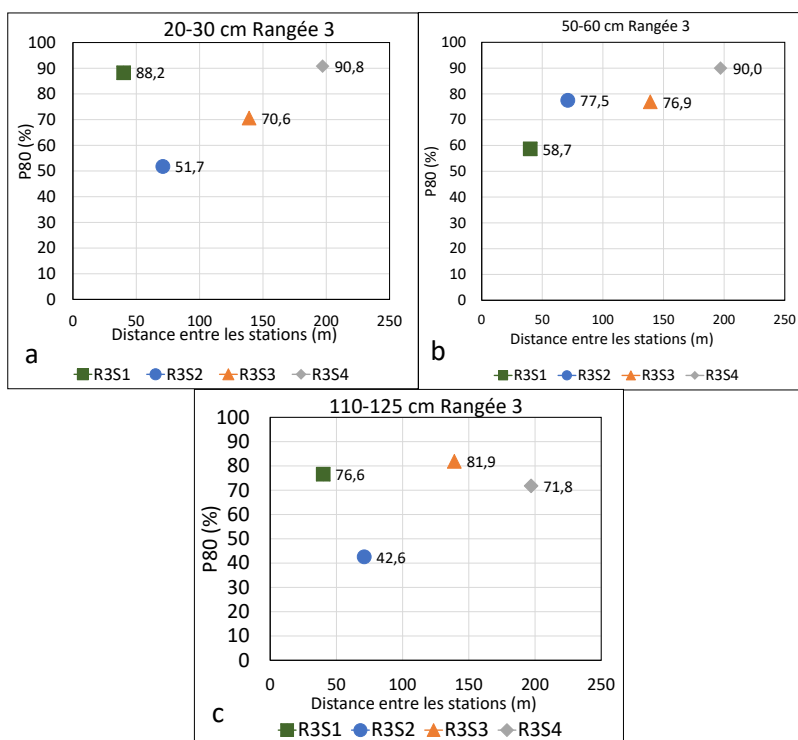 20-30 cm Rangée 3
P80 (%)
100
90
80
70
60
50
40
30
20
10
0
88,2
51,7
70,6
90,8
0 50 100 150 200 250
Distance entre les stations (m)
a
R3S1 R3S2 R3S3 R3S4
50-60 cm Rangée 3
P80 (%)
100
90
80
70
60
50
40
30
20
10
0
58,7
77,5
76,9
90,0
0 50 100 150 200 250
Distance entre les stations (m)
b
R3S1 R3S2 R3S3 R3S4
110-125 cm Rangée 3
P80 (%)
100
90
80
70
60
50
40
30
20
10
0
76,6
42,6
81,9
71,8
0 50 100 150 200 250
Distance entre les stations (m)
c
R3S1 R3S2 R3S3 R3S4